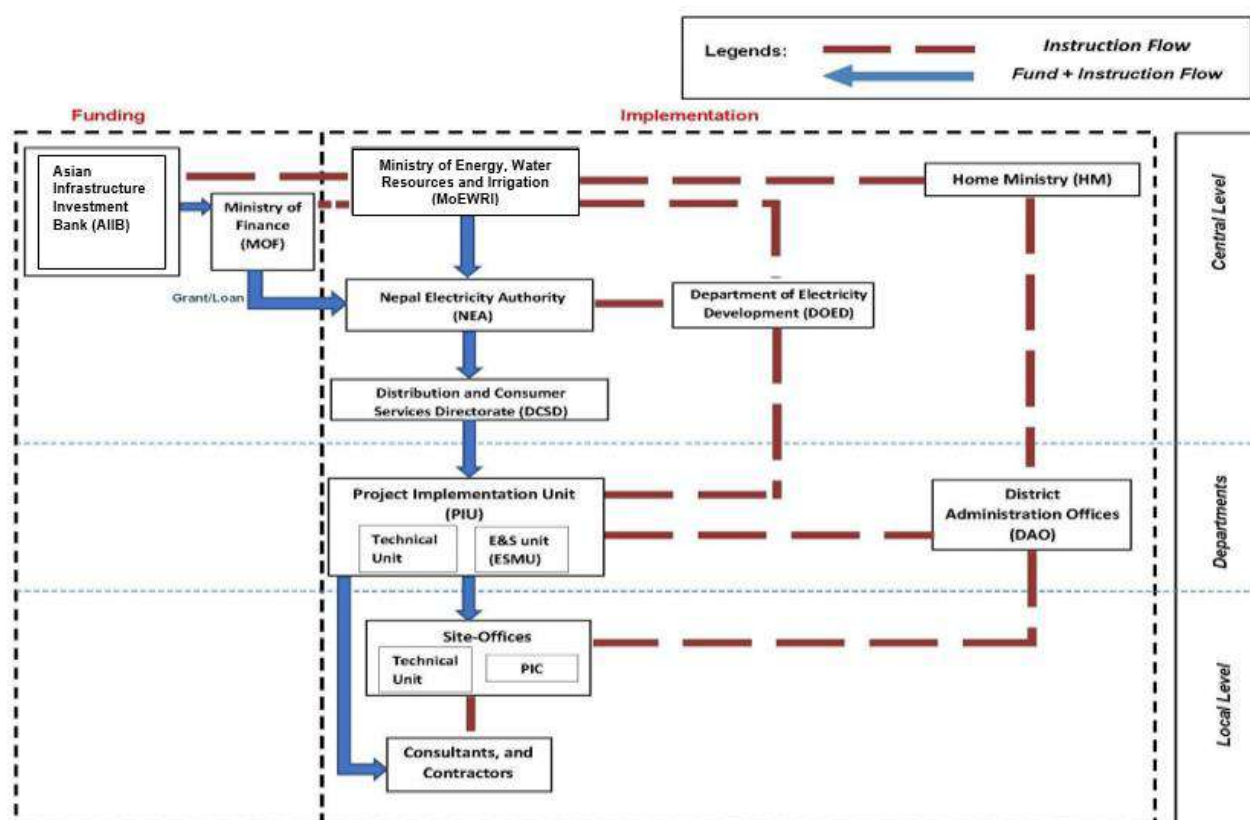 Legends:
Instruction Flow
Fund + Instruction Flow
Funding
Implementation
Asian
Infrastructure
Investment
Bank (AIIB)
Ministry of
Finance
(MOF)
Grant/Loan
Ministry of Energy, Water
Resources and Irrigation
(MoEWRI)
Home Ministry (HM)
Nepal Electricity Authority
(NEA)
Department of Electricity
Development (DOED)
Distribution and Consumer
Services Directorate (DCSD)
Central Level
Project Implementation Unit
(PIU)
Technical
Unit
E&S unit
(ESMU)
District
Administration Offices
(DAO)
Departments
Site-Offices
Technical
Unit
PIC
Consultants, and
Contractors
Local Level